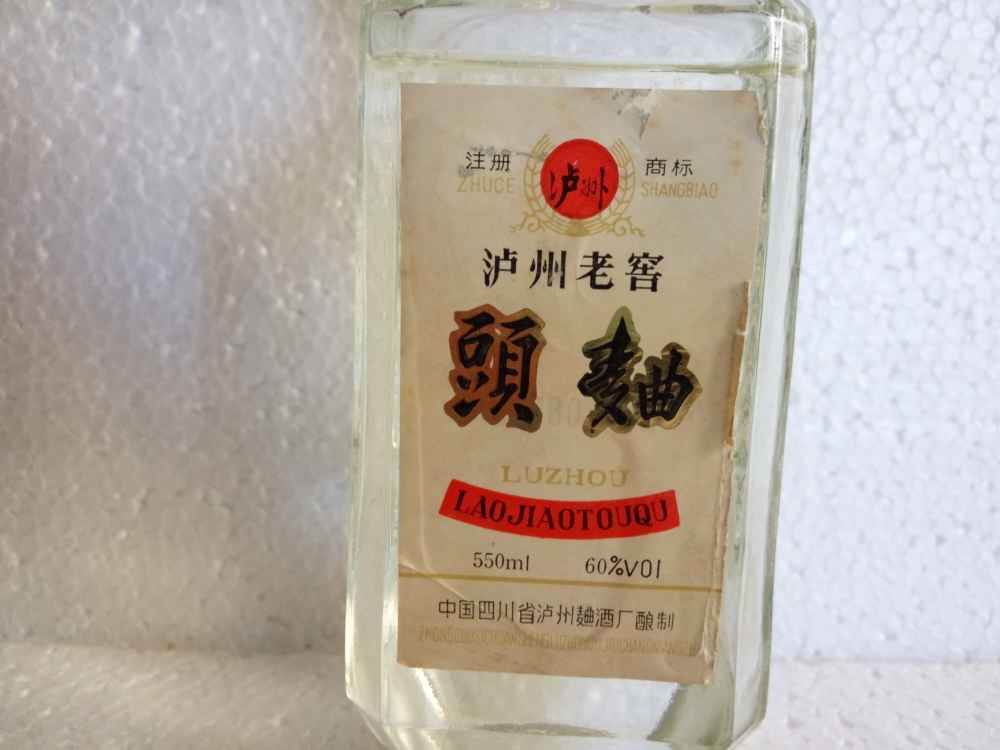 注册 泸州 商标
ZHUCE SHANGBIAO
泸州老窖
頭麯
LUZHOU
LAOJIAOTOUQU
550ml 60%VOl
中国四川省泸州麯酒厂酿制